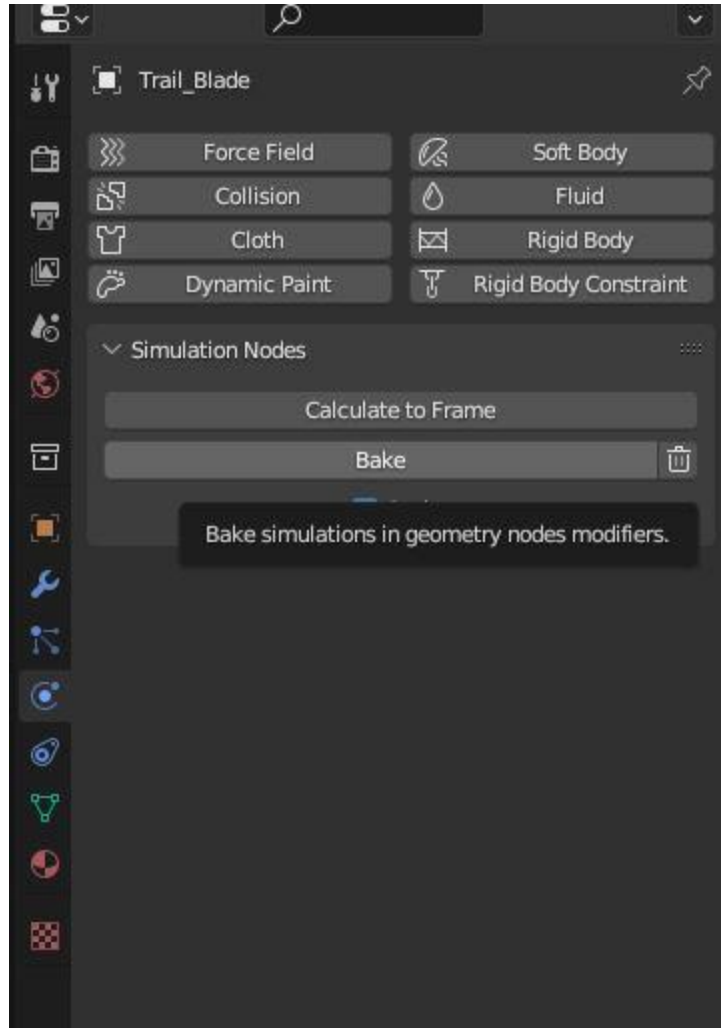 Trail_Blade
Force Field
Soft Body
Collision
Fluid
Cloth
Rigid Body
Dynamic Paint
Rigid Body Constraint
Simulation Nodes
Calculate to Frame
Bake
Bake simulations in geometry nodes modifiers.